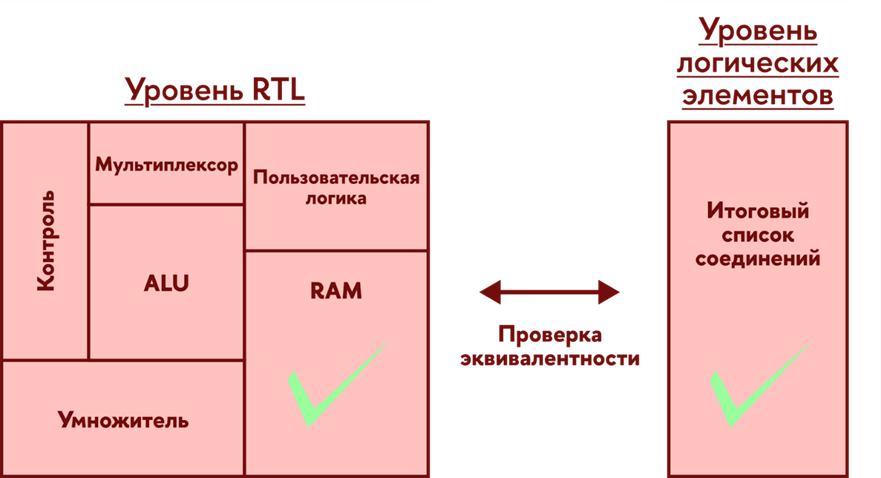 Уровень RTL
Уровень
логических
элементов
Контроль
Мультиплексор
Пользовательская
логика
ALU
RAM
Умножитель
Проверка
эквивалентности
Итоговый
список
соединений